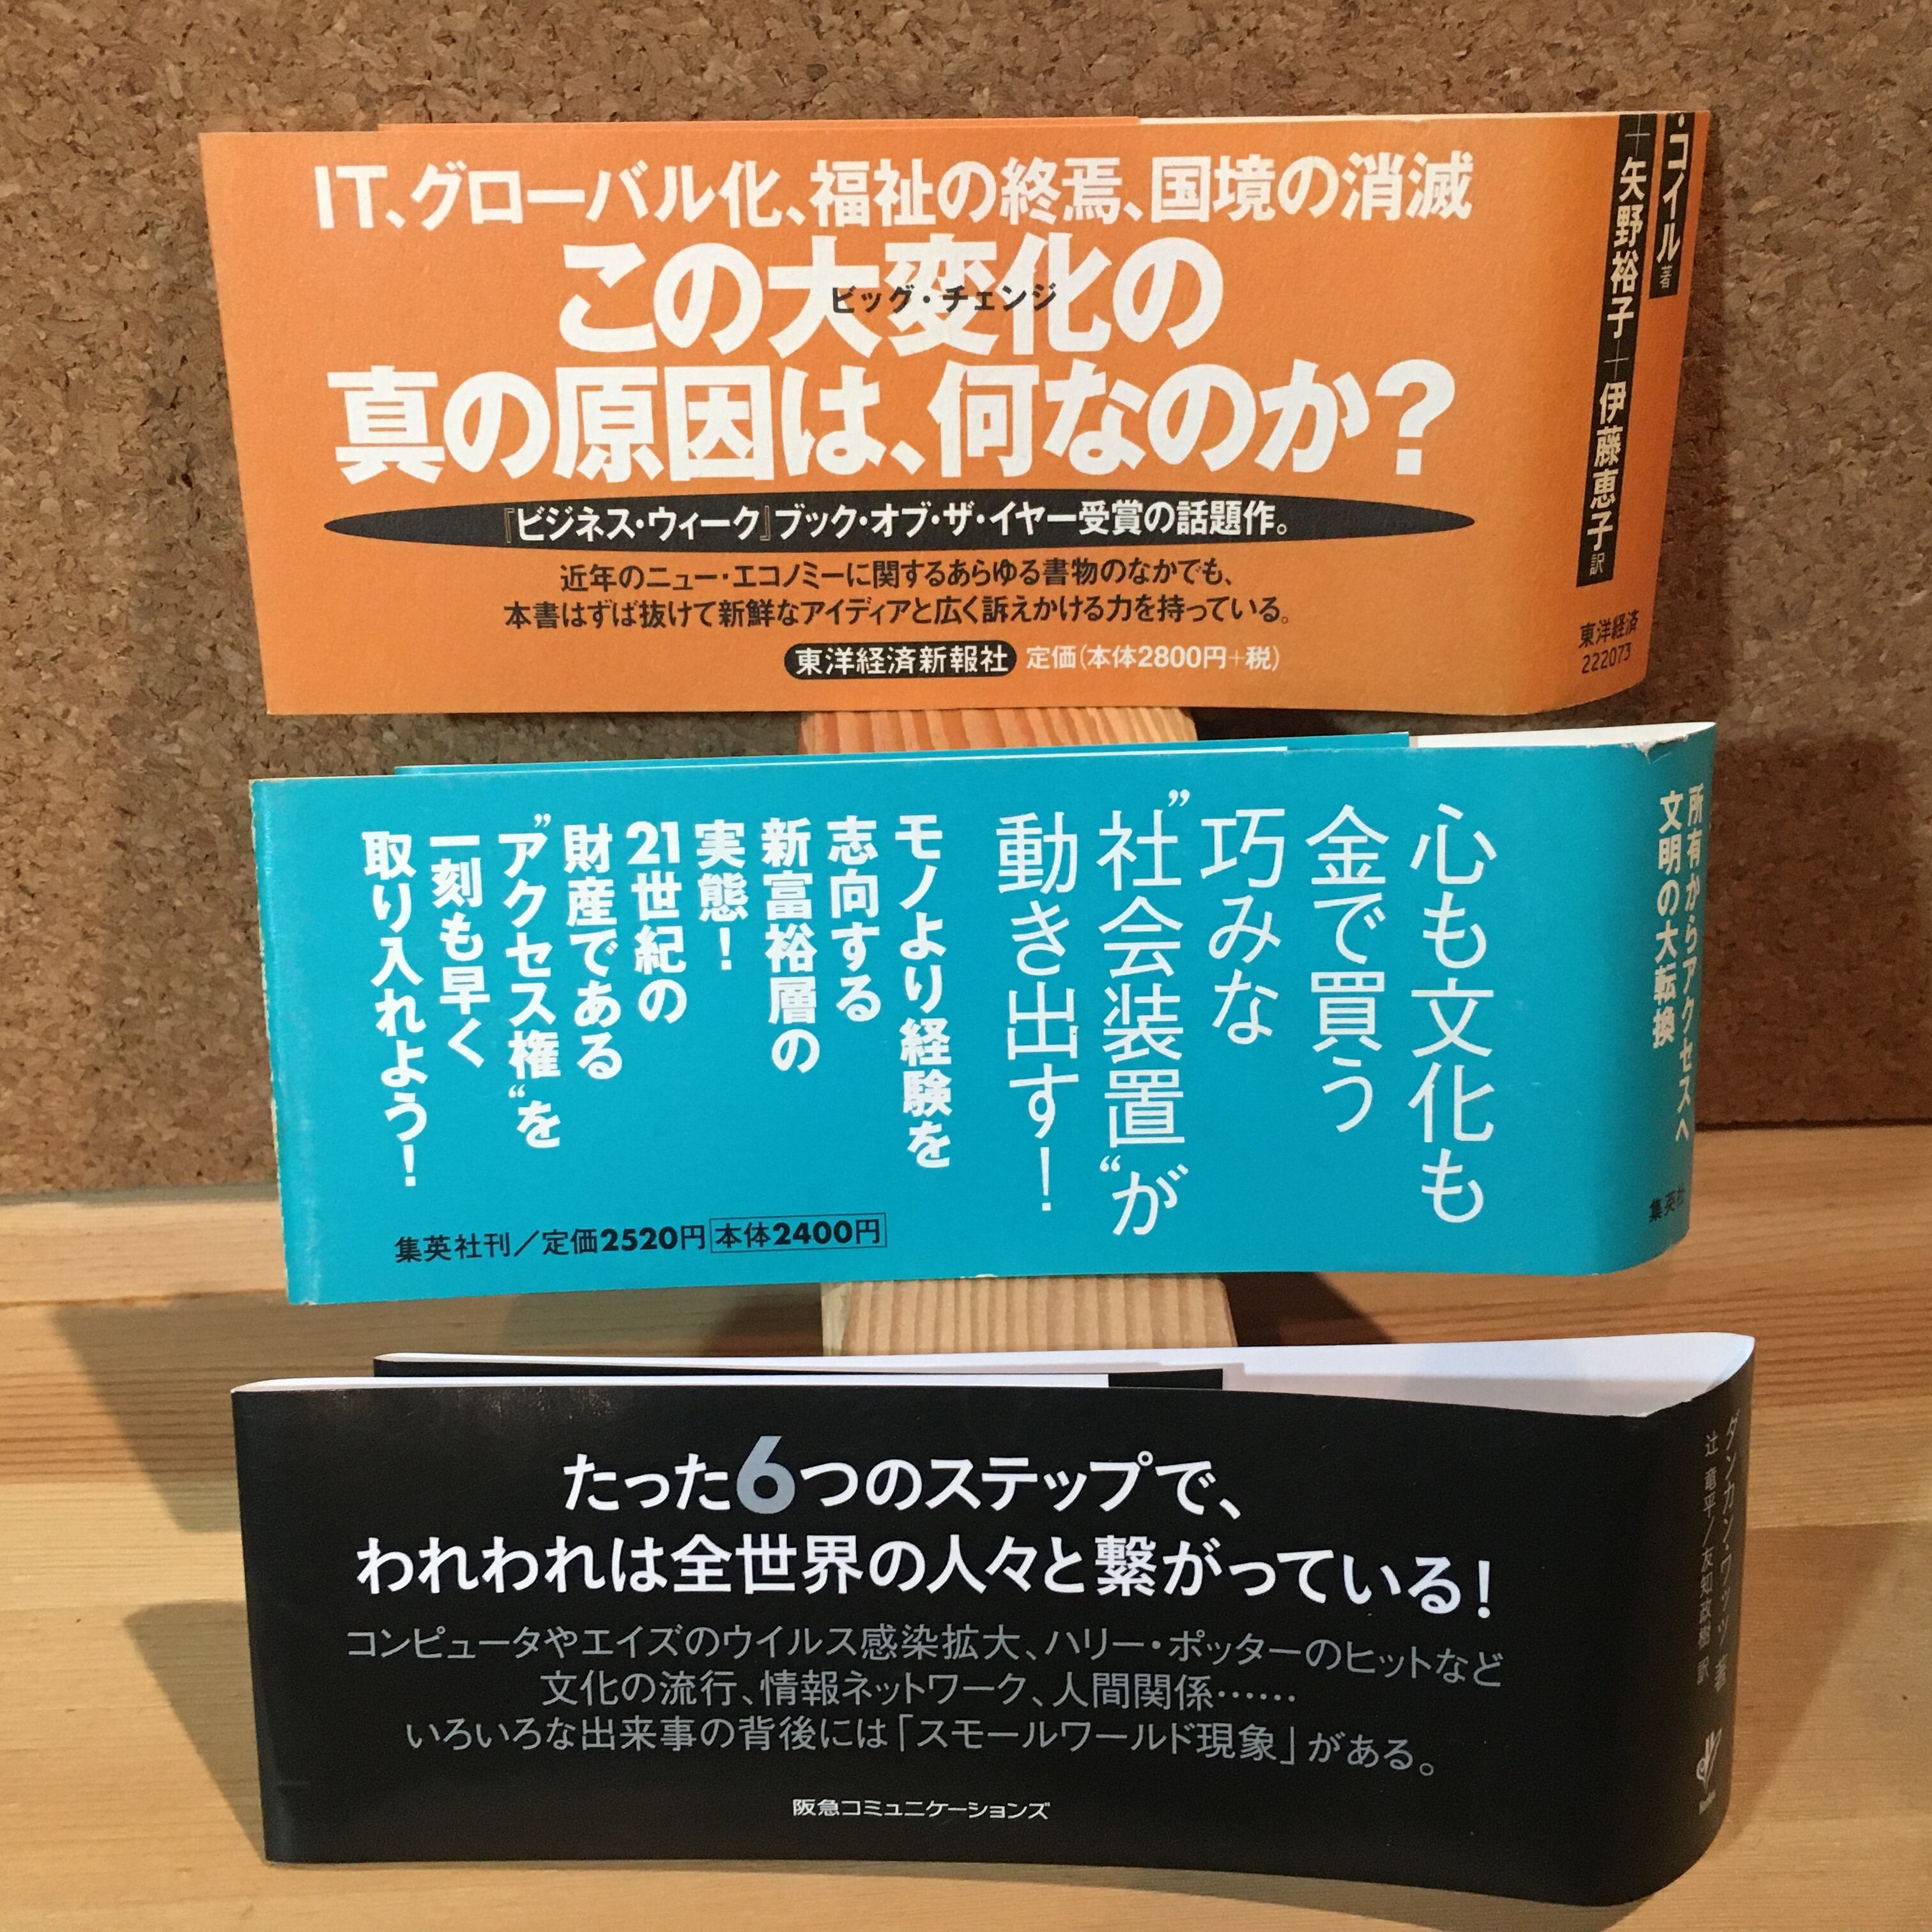 IT、グローバル化、福祉の終焉、国境の消滅
この大変化の
ビッグ・チェンジ
真の原因は、何なのか?
『ビジネス・ウィーク』ブック・オブ・ザ・イヤー受賞の話題作。
近年のニュー・エコノミーに関するあらゆる書物のなかでも、
本書はずば抜けて新鮮なアイディアと広く訴えかける力を持っている。
東洋経済新報社 定価(本体2800円+税)
・コイル 著
+矢野裕子+伊藤恵子 訳
東洋経済
222073
心も文化も
金で買う
巧みな
”社会装置“が
動き出す!
モノより経験を
志向する
新富裕層の
実態!
21世紀の
財産である
”アクセス権“を
一刻も早く
取り入れよう!
集英社刊/定価2520円 本体2400円
所有からアクセスへ
文明の大転換
集英社
たった6つのステップで、
われわれは全世界の人々と繋がっている!
コンピュータやエイズのウイルス感染拡大、ハリー・ポッターのヒットなど
文化の流行、情報ネットワーク、人間関係……
いろいろな出来事の背後には「スモールワールド現象」がある。
阪急コミュニケーションズ
ダンカン・ワッツ 著
辻 竜平/友知政樹 訳